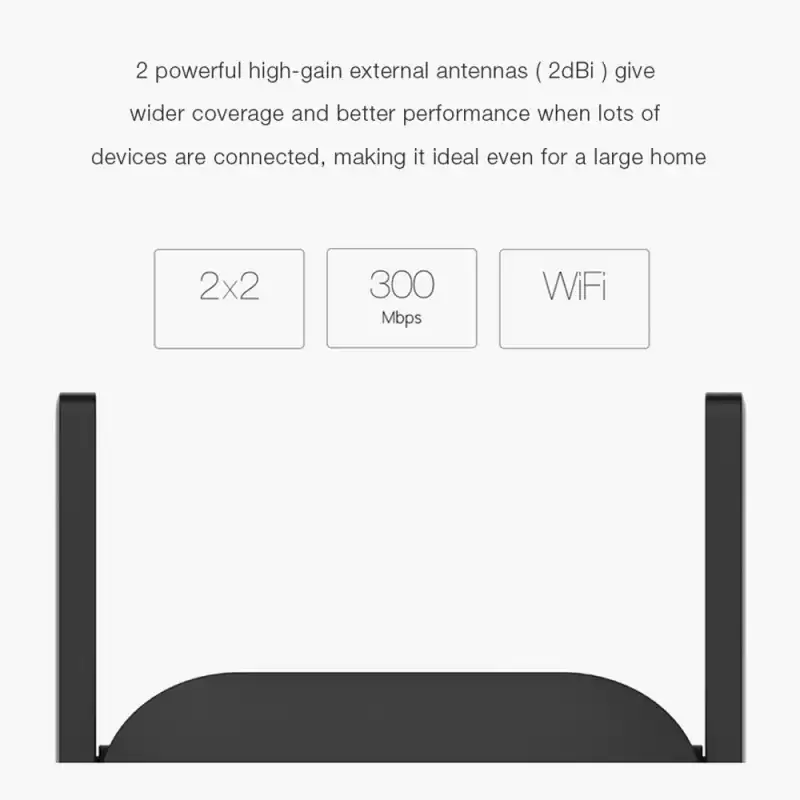 2 powerful high-gain external antennas ( 2dBi ) give
wider coverage and better performance when lots of
devices are connected, making it ideal even for a large home
2x2
300
Mbps
WiFi